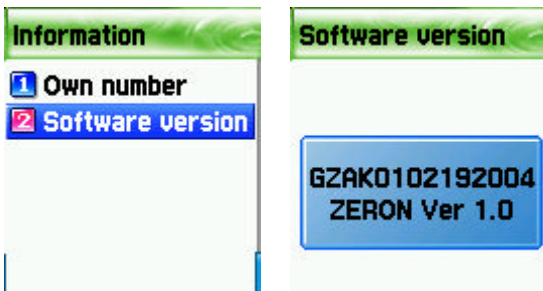 Information
1 Own number
2 Software version
Software version
GZAK0102192004
ZERON Ver 1.0